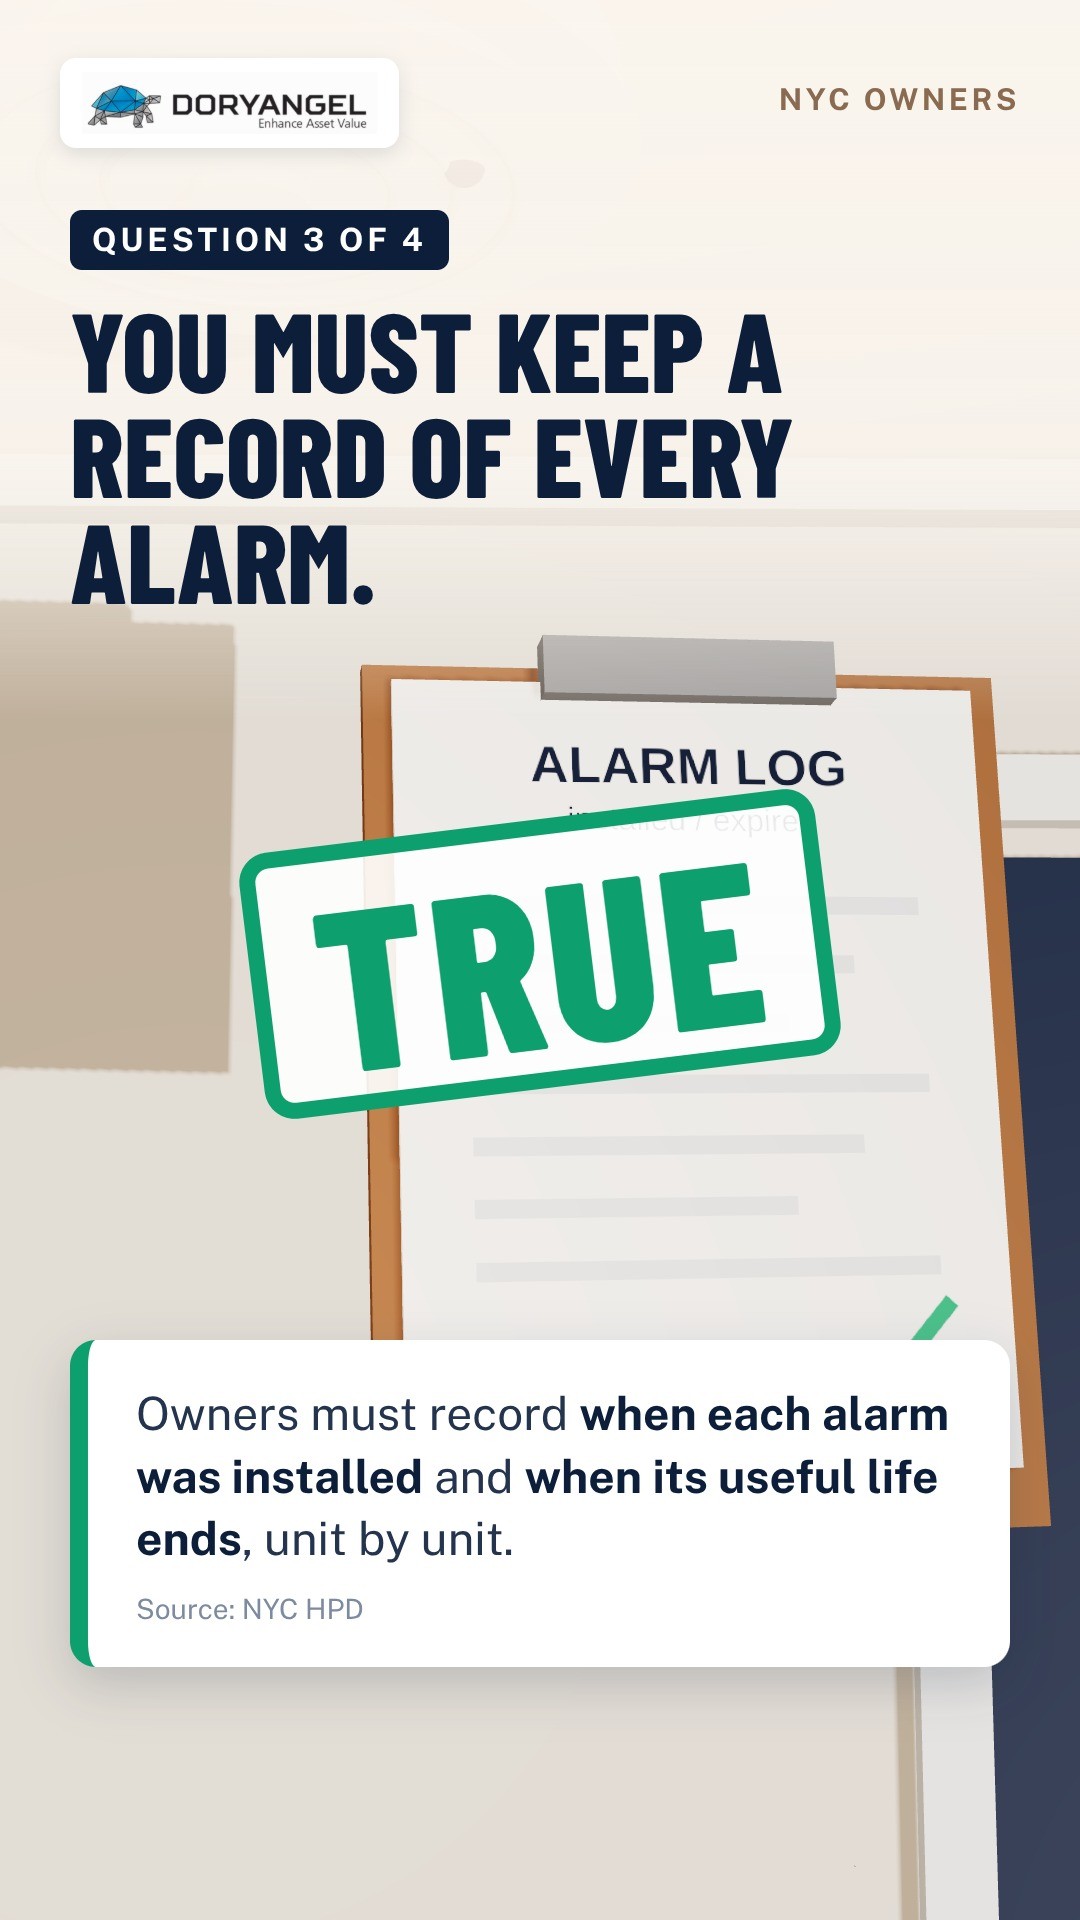 DORYANGEL
Enhance Asset Value
NYC OWNERS
QUESTION 3 OF 4
YOU MUST KEEP A
RECORD OF EVERY
ALARM.
ALARM LOG
/ expire
TRUE
Owners must record when each alarm
was installed and when its useful life
ends, unit by unit.
Source: NYC HPD